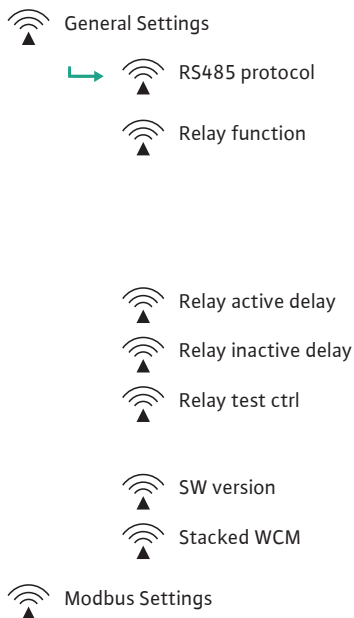 General Settings
RS485 protocol
Relay function
Relay active delay
Relay inactive delay
Relay test ctrl
SW version
Stacked WCM
Modbus Settings